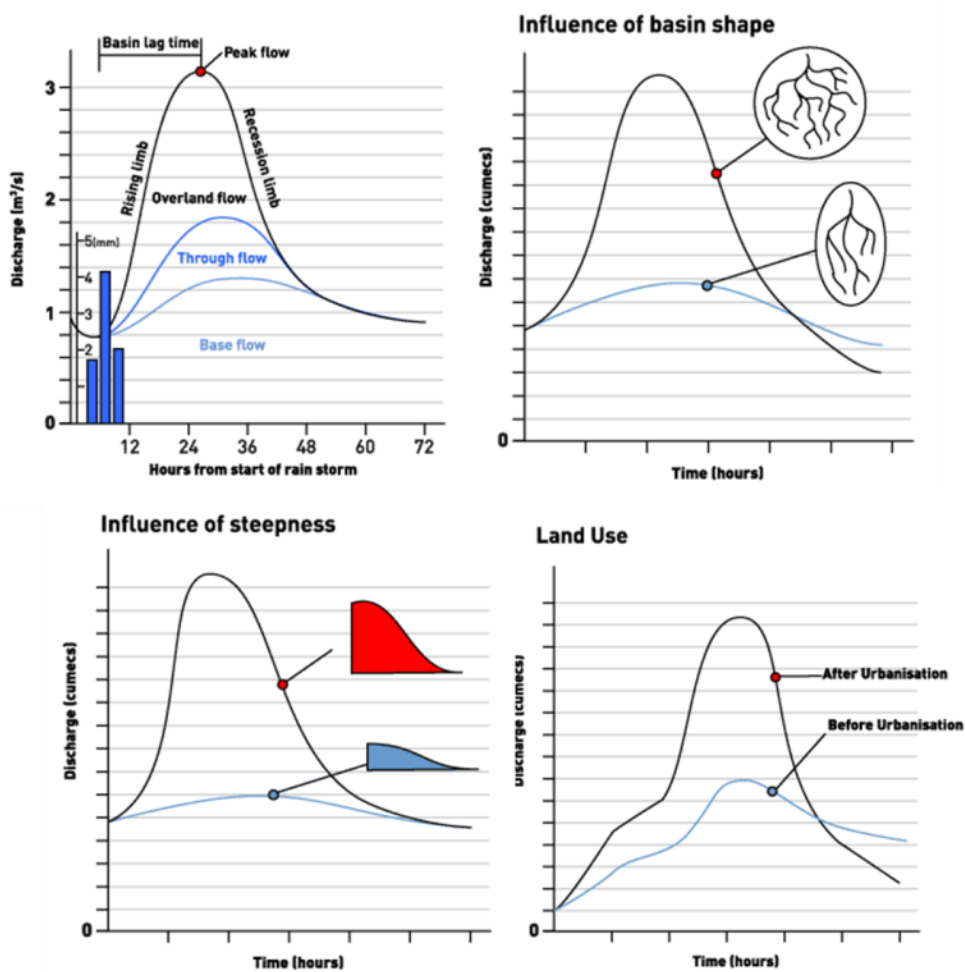 Influence of basin shape
Basin lag time
Peak flow
Rising limb
Recession limb
Overland flow
Through flow
Base flow
Discharge (m³/s)
3
2
1
0
5(mm)
4
3
2
12 24 36 48 60 72
Hours from start of rain storm
Discharge (cumecs)
0
Time (hours)
Influence of steepness
Discharge (cumecs)
0
Time (hours)
Land Use
Discharge (cumecs)
After Urbanisation
Before Urbanisation
0
Time (hours)